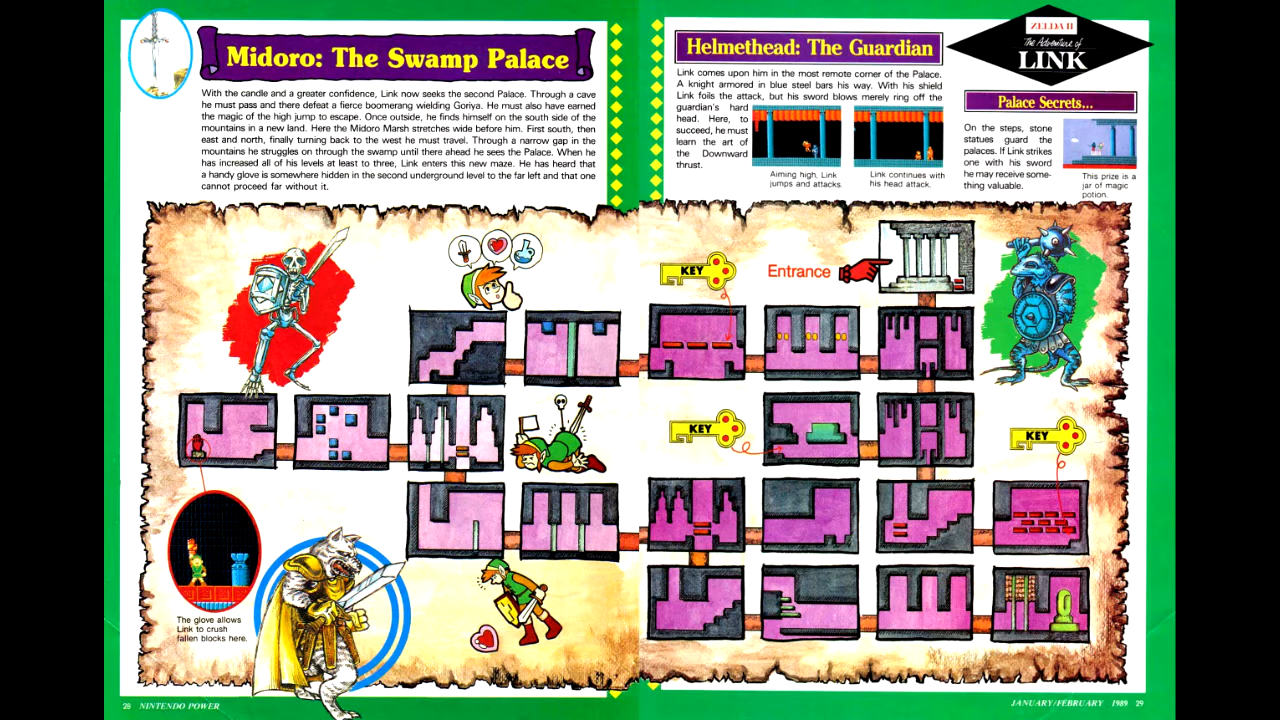 Midoro: The Swamp Palace
With the candle and a greater confidence, Link now seeks the second Palace. Through a cave
he must pass and there defeat a fierce boomerang wielding Goriya. He must also have earned
the magic of the high jump to escape. Once outside, he finds himself on the south side of the
mountains in a new land. Here the Midoro Marsh stretches wide before him. First south, then
east and north, finally turning back to the west he must travel. Through a narrow gap in the
mountains he struggles on through the swamp until there ahead he sees the Palace. When he
has increased all of his levels at least to three, Link enters this new maze. He has heard that
a handy glove is somewhere hidden in the second underground level to the far left and that one
cannot proceed far without it.
Helmethead: The Guardian
Link comes upon him in the most remote corner of the Palace.
A knight armored in blue steel bars his way. With his shield
Link foils the attack, but his sword blows merely ring off the
guardian's hard
head. Here, to
succeed, he must
learn the art of
the Downward
thrust.
Aiming high, Link
jumps and attacks.
Link continues with
his head attack.
ZELDA II
The Adventure of
LINK
Palace Secrets...
On the steps, stone
statues guard the
palaces. If Link strikes
one with his sword
he may receive some-
thing valuable.
This prize is a
jar of magic
potion.
KEY
Entrance
KEY
KEY
The glove allows
Link to crush
fallen blocks here.
28 NINTENDO POWER
JANUARY/FEBRUARY 1989 29